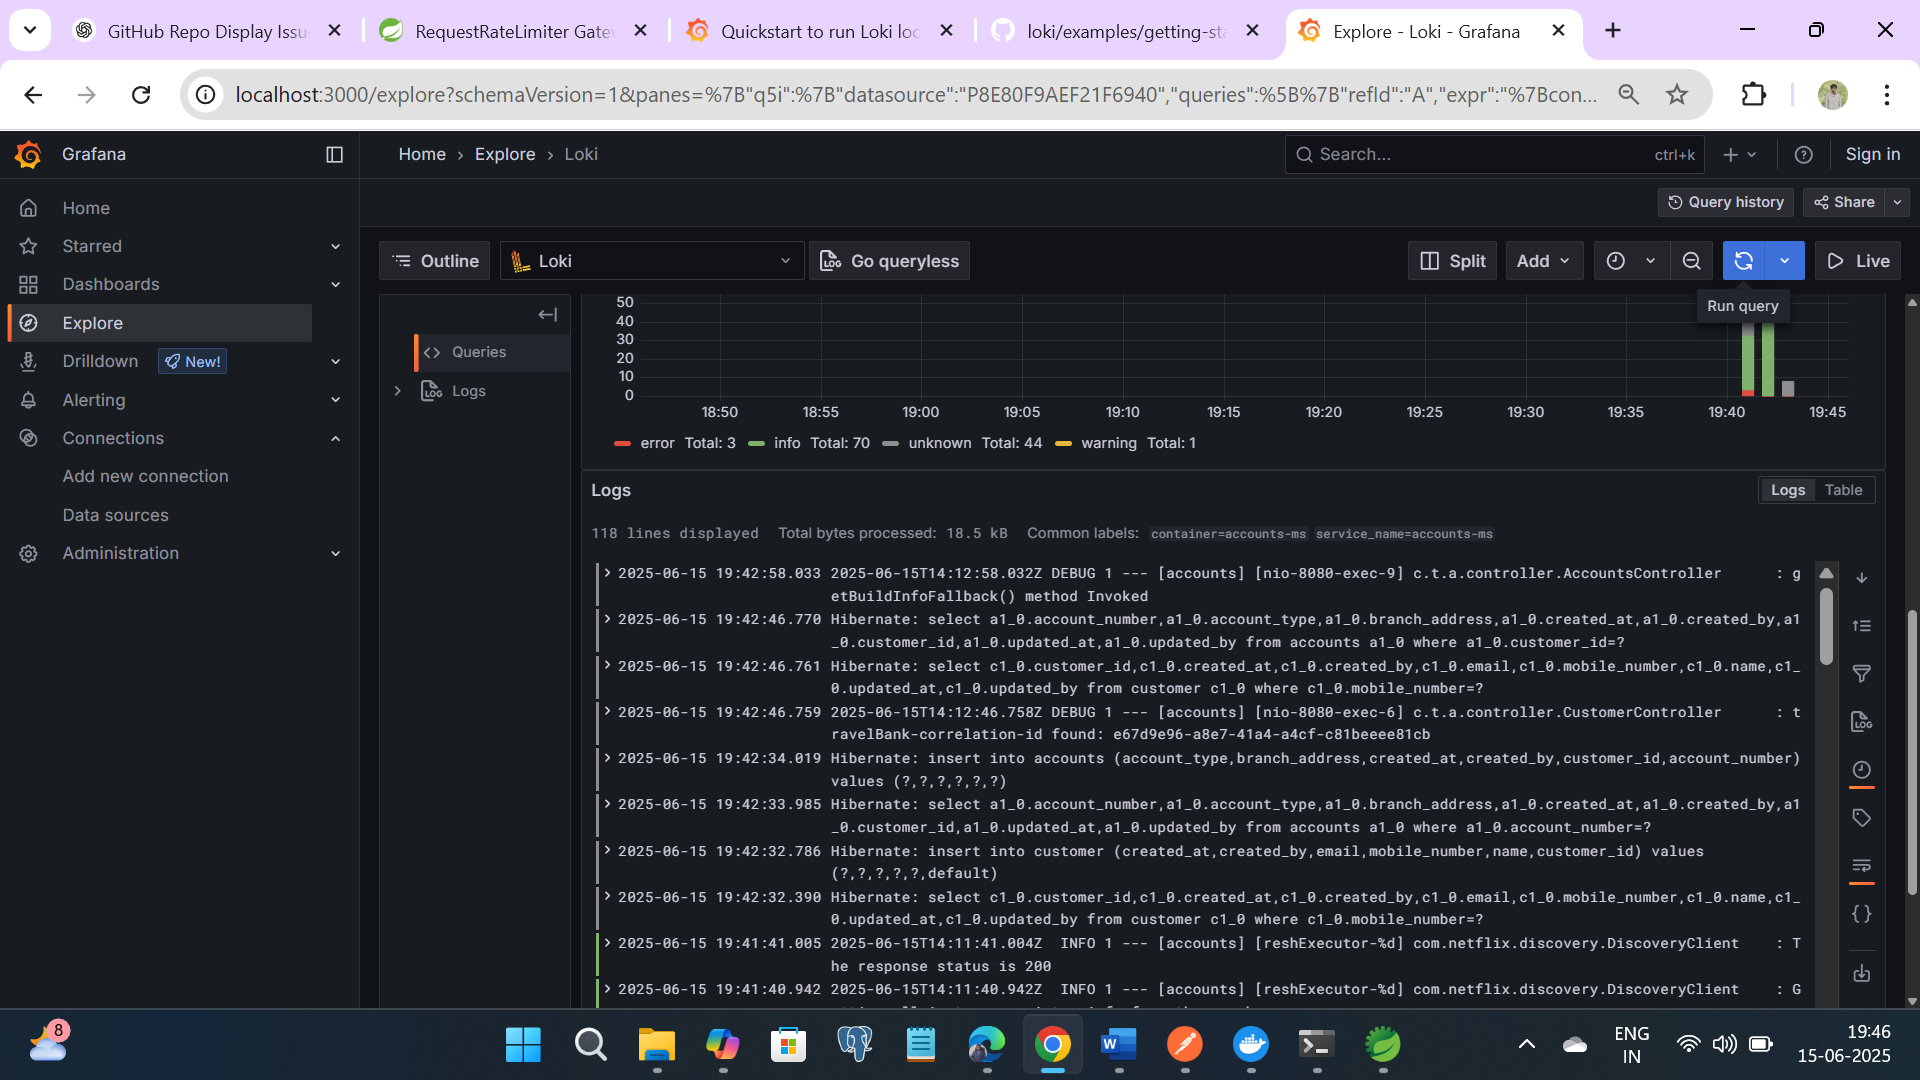 GitHub Repo Display Issu
RequestRateLimiter Gate
Quickstart to run Loki loc
loki/examples/getting-sta
Explore - Loki - Grafana
localhost:3000/explore?schemaVersion=1&panes=%7B"q5i":%7B"datasource":"P8E80F9AEF21F6940","queries":%5B%7B"refId":"A","expr":"%7Bcon...
Grafana
Home › Explore › Loki
Search...
ctrl+k
Sign in
Query history
Share
Home
Starred
Dashboards
Explore
Drilldown
New!
Alerting
Connections
Add new connection
Data sources
Administration
Outline
Loki
Go queryless
Split
Add
Live
Run query
Queries
Logs
50
40
30
20
10
0
18:50 18:55 19:00 19:05 19:10 19:15 19:20 19:25 19:30 19:35 19:40 19:45
error Total: 3 info Total: 70 unknown Total: 44 warning Total: 1
Logs
Logs Table
118 lines displayed Total bytes processed: 18.5 kB Common labels: container=accounts-ms service_name=accounts-ms
2025-06-15 19:42:58.033 2025-06-15T14:12:58.032Z DEBUG 1 --- [accounts] [nio-8080-exec-9] c.t.a.controller.AccountsController : g
etBuildInfoFallback() method Invoked
2025-06-15 19:42:46.770 Hibernate: select a1_0.account_number,a1_0.account_type,a1_0.branch_address,a1_0.created_at,a1_0.created_by,a1
_0.customer_id,a1_0.updated_at,a1_0.updated_by from accounts a1_0 where a1_0.customer_id=?
2025-06-15 19:42:46.761 Hibernate: select c1_0.customer_id,c1_0.created_at,c1_0.created_by,c1_0.email,c1_0.mobile_number,c1_0.name,c1_
0.updated_at,c1_0.updated_by from customer c1_0 where c1_0.mobile_number=?
2025-06-15 19:42:46.759 2025-06-15T14:12:46.758Z DEBUG 1 --- [accounts] [nio-8080-exec-6] c.t.a.controller.CustomerController : t
ravelBank-correlation-id found: e67d9e96-a8e7-41a4-a4cf-c81beeee81cb
2025-06-15 19:42:34.019 Hibernate: insert into accounts (account_type,branch_address,created_at,created_by,customer_id,account_number)
values (?,?,?,?,?,?)
2025-06-15 19:42:33.985 Hibernate: select a1_0.account_number,a1_0.account_type,a1_0.branch_address,a1_0.created_at,a1_0.created_by,a1
_0.customer_id,a1_0.updated_at,a1_0.updated_by from accounts a1_0 where a1_0.account_number=?
2025-06-15 19:42:32.786 Hibernate: insert into customer (created_at,created_by,email,mobile_number,name,customer_id) values
(?,?,?,?,?,default)
2025-06-15 19:42:32.390 Hibernate: select c1_0.customer_id,c1_0.created_at,c1_0.created_by,c1_0.email,c1_0.mobile_number,c1_0.name,c1_
0.updated_at,c1_0.updated_by from customer c1_0 where c1_0.mobile_number=?
2025-06-15 19:41:41.005 2025-06-15T14:11:41.004Z INFO 1 --- [accounts] [reshExecutor-%d] com.netflix.discovery.DiscoveryClient : T
he response status is 200
2025-06-15 19:41:40.942 2025-06-15T14:11:40.942Z INFO 1 --- [accounts] [reshExecutor-%d] com.netflix.discovery.DiscoveryClient : G
8
ENG
IN
19:46
15-06-2025